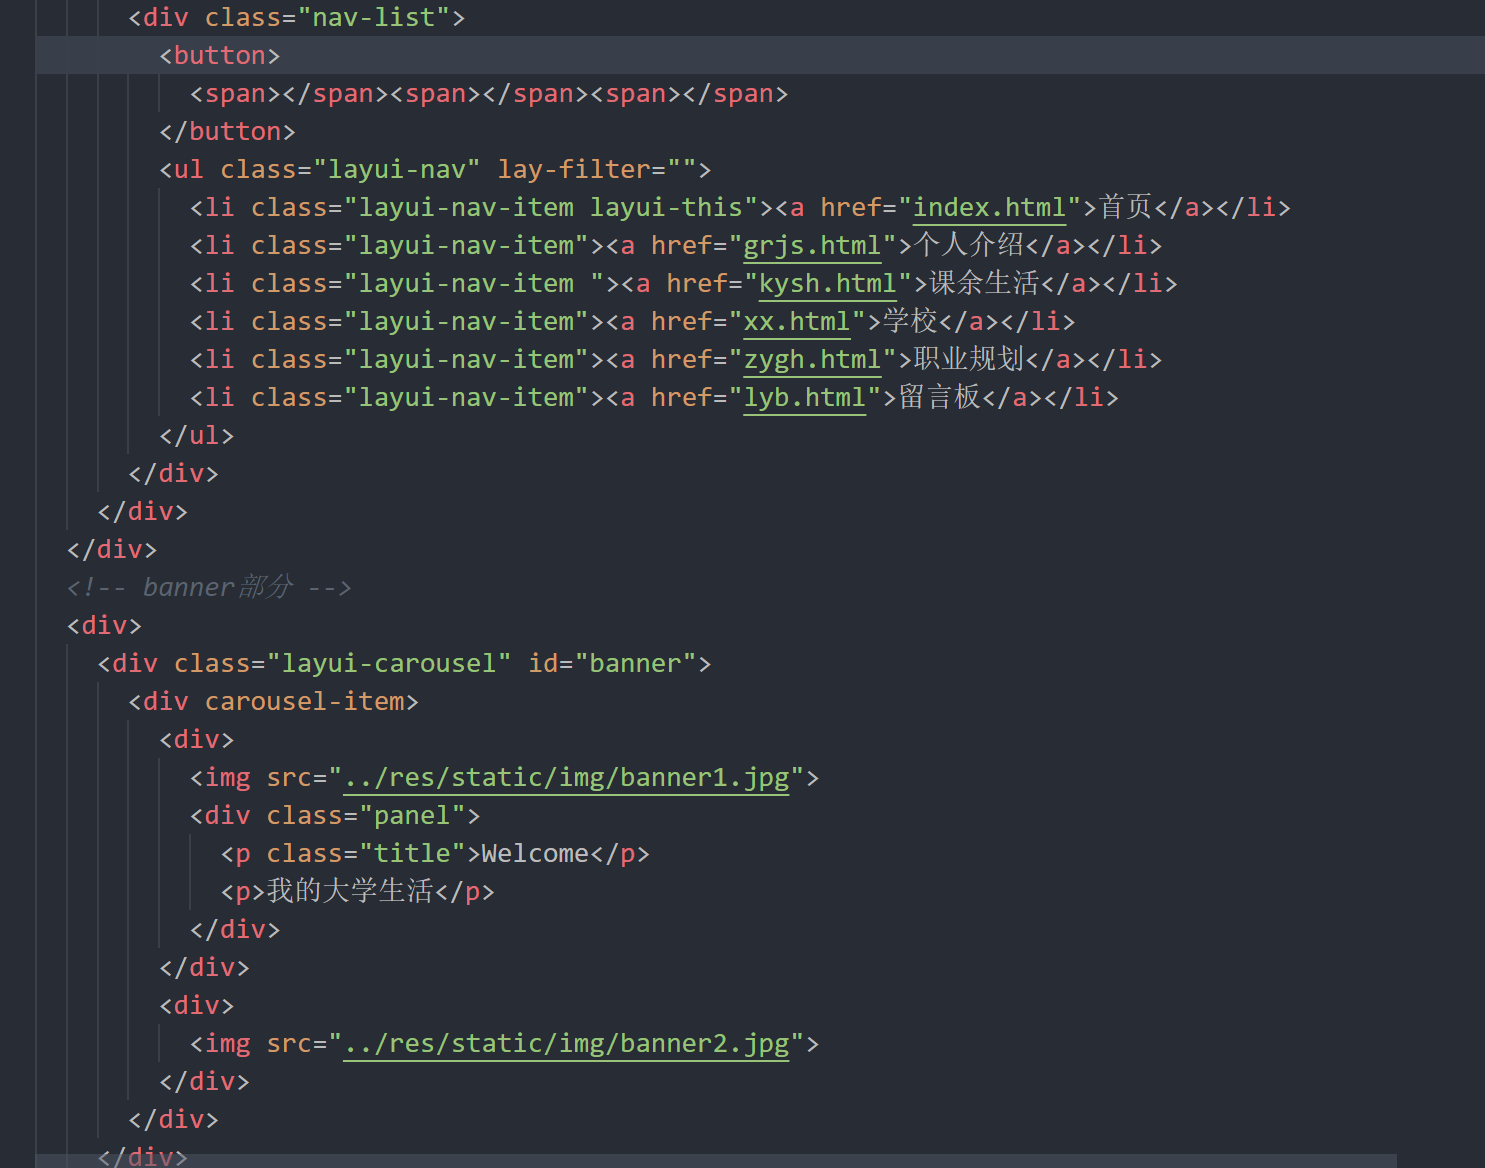 <div class="nav-list">
<button>
<span></span><span></span><span></span>
</button>
<ul class="layui-nav" lay-filter="">
<li class="layui-nav-item layui-this"><a href="index.html">首页</a></li>
<li class="layui-nav-item"><a href="grjs.html">个人介绍</a></li>
<li class="layui-nav-item "><a href="kysh.html">课余生活</a></li>
<li class="layui-nav-item"><a href="xx.html">学校</a></li>
<li class="layui-nav-item"><a href="zygh.html">职业规划</a></li>
<li class="layui-nav-item"><a href="lyb.html">留言板</a></li>
</ul>
</div>
</div>
</div>
<!-- banner部分 -->
<div>
<div class="layui-carousel" id="banner">
<div carousel-item>
<div>
<img src="../res/static/img/banner1.jpg">
<div class="panel">
<p class="title">Welcome</p>
<p>我的大学生活</p>
</div>
</div>
<div>
<img src="../res/static/img/banner2.jpg">
</div>
</div>
</div>